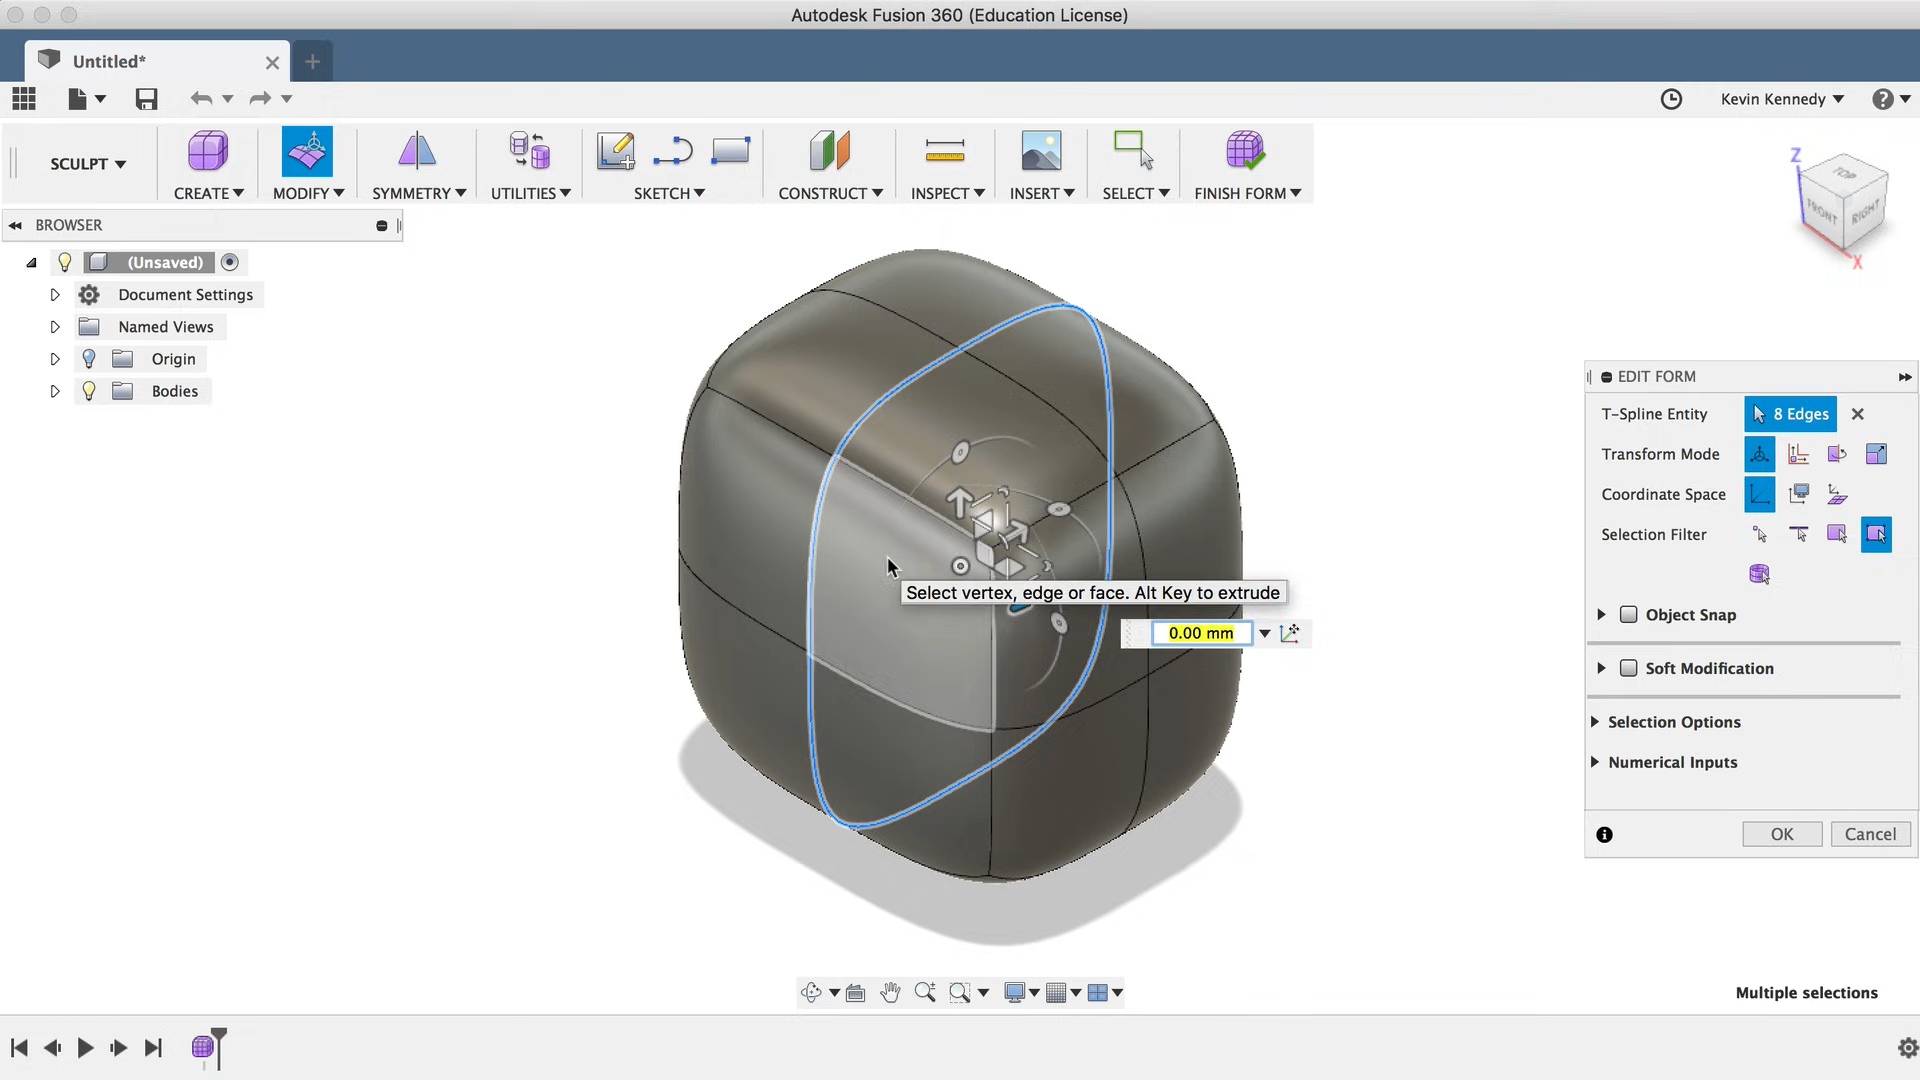 Autodesk Fusion 360 (Education License)
Untitled*
Kevin Kennedy
SCULPT
CREATE
MODIFY
SYMMETRY
UTILITIES
SKETCH
CONSTRUCT
INSPECT
INSERT
SELECT
FINISH FORM
Z
TOP
FRONT
RIGHT
X
BROWSER
(Unsaved)
Document Settings
Named Views
Origin
Bodies
EDIT FORM
T-Spline Entity
8 Edges
Transform Mode
Coordinate Space
Selection Filter
Object Snap
Soft Modification
Selection Options
Numerical Inputs
OK
Cancel
Select vertex, edge or face. Alt Key to extrude
0.00 mm
Multiple selections